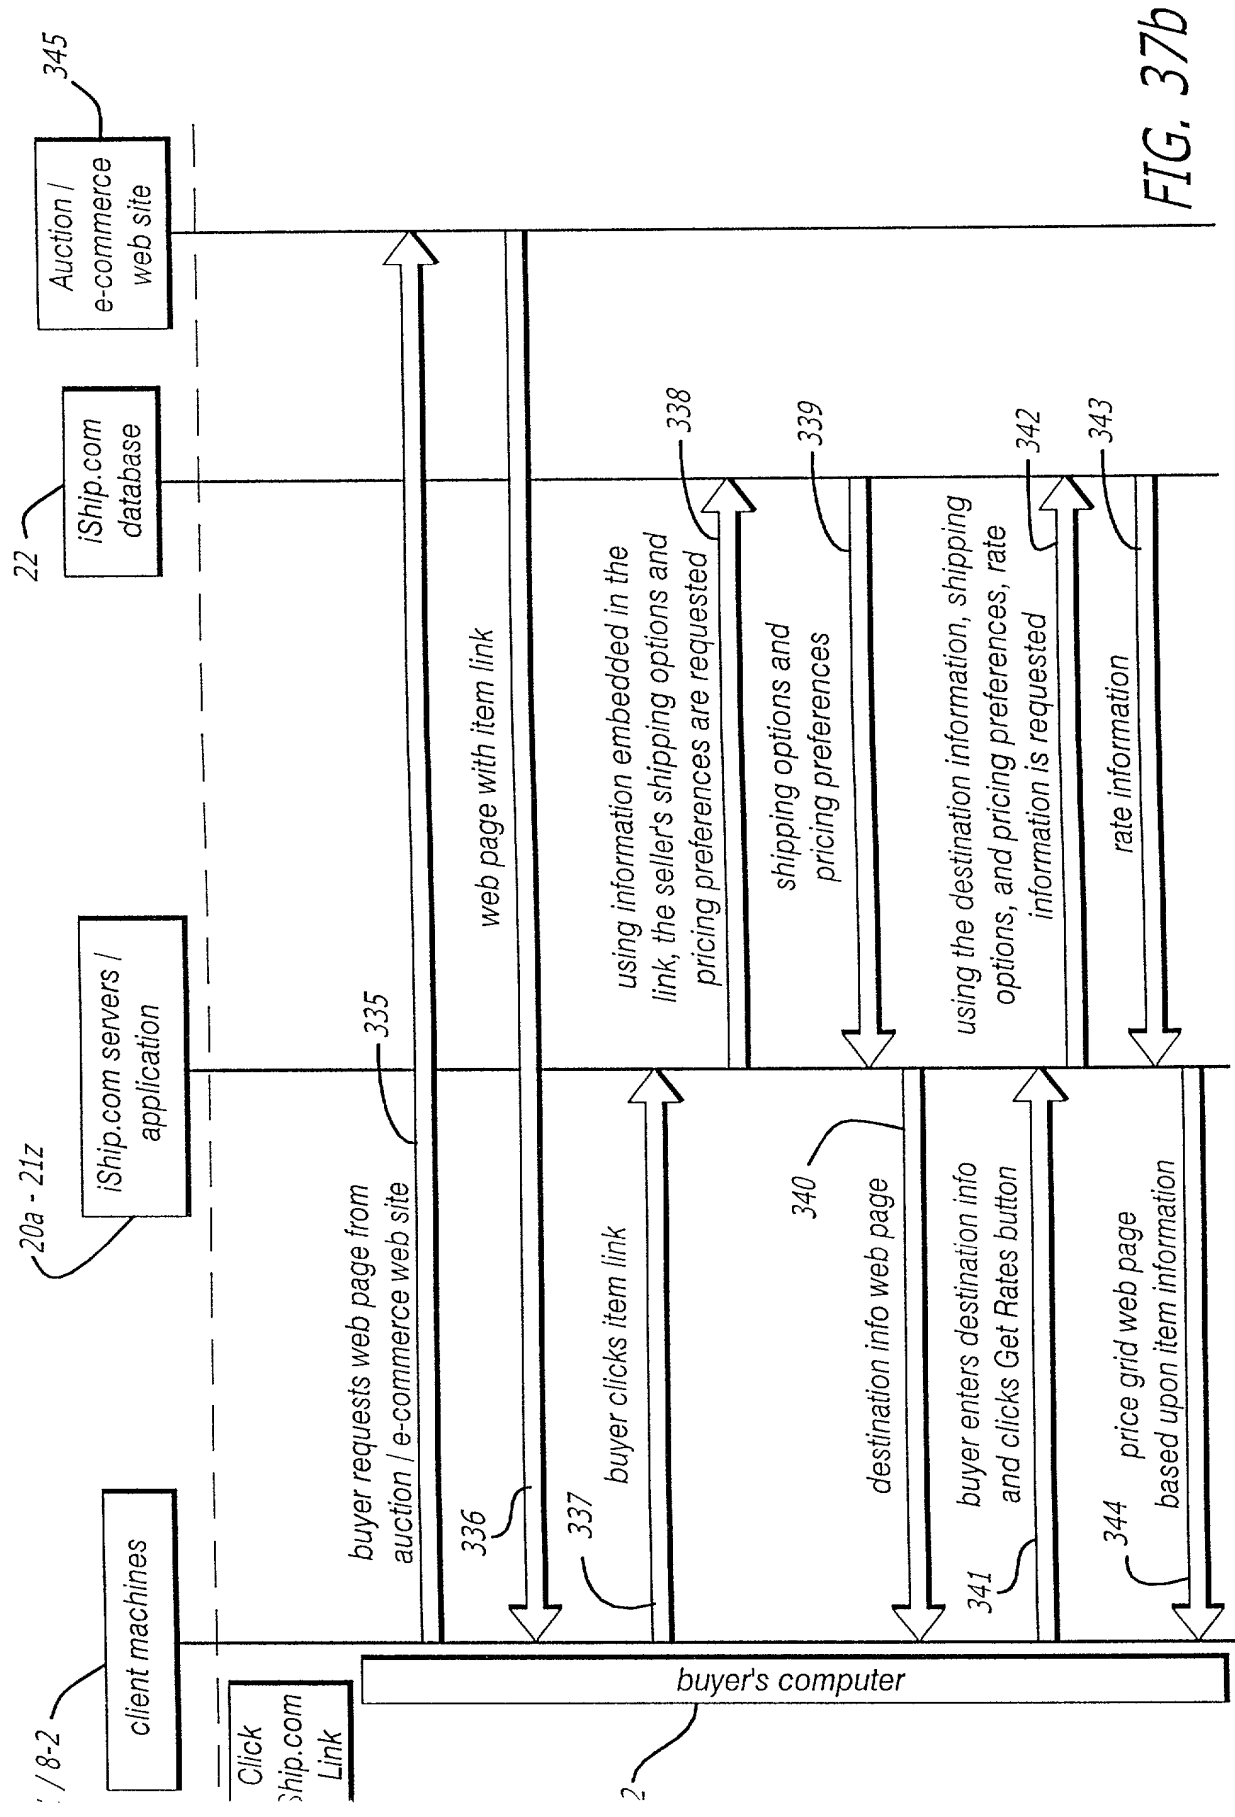 / 8-2
client machines
20a - 21z
iShip.com servers /
application
22
iShip.com
database
345
Auction /
e-commerce
web site
Click
Ship.com
Link
buyer requests web page from
auction / e-commerce web site
335
web page with item link
336
buyer clicks item link
337
using information embedded in the
link, the seller's shipping options and
pricing preferences are requested
338
shipping options and
pricing preferences
339
340
destination info web page
buyer enters destination info
and clicks Get Rates button
341
using the destination information, shipping
options, and pricing preferences, rate
information is requested
342
rate information
343
price grid web page
based upon item information
344
buyer's computer
2
FIG. 37b